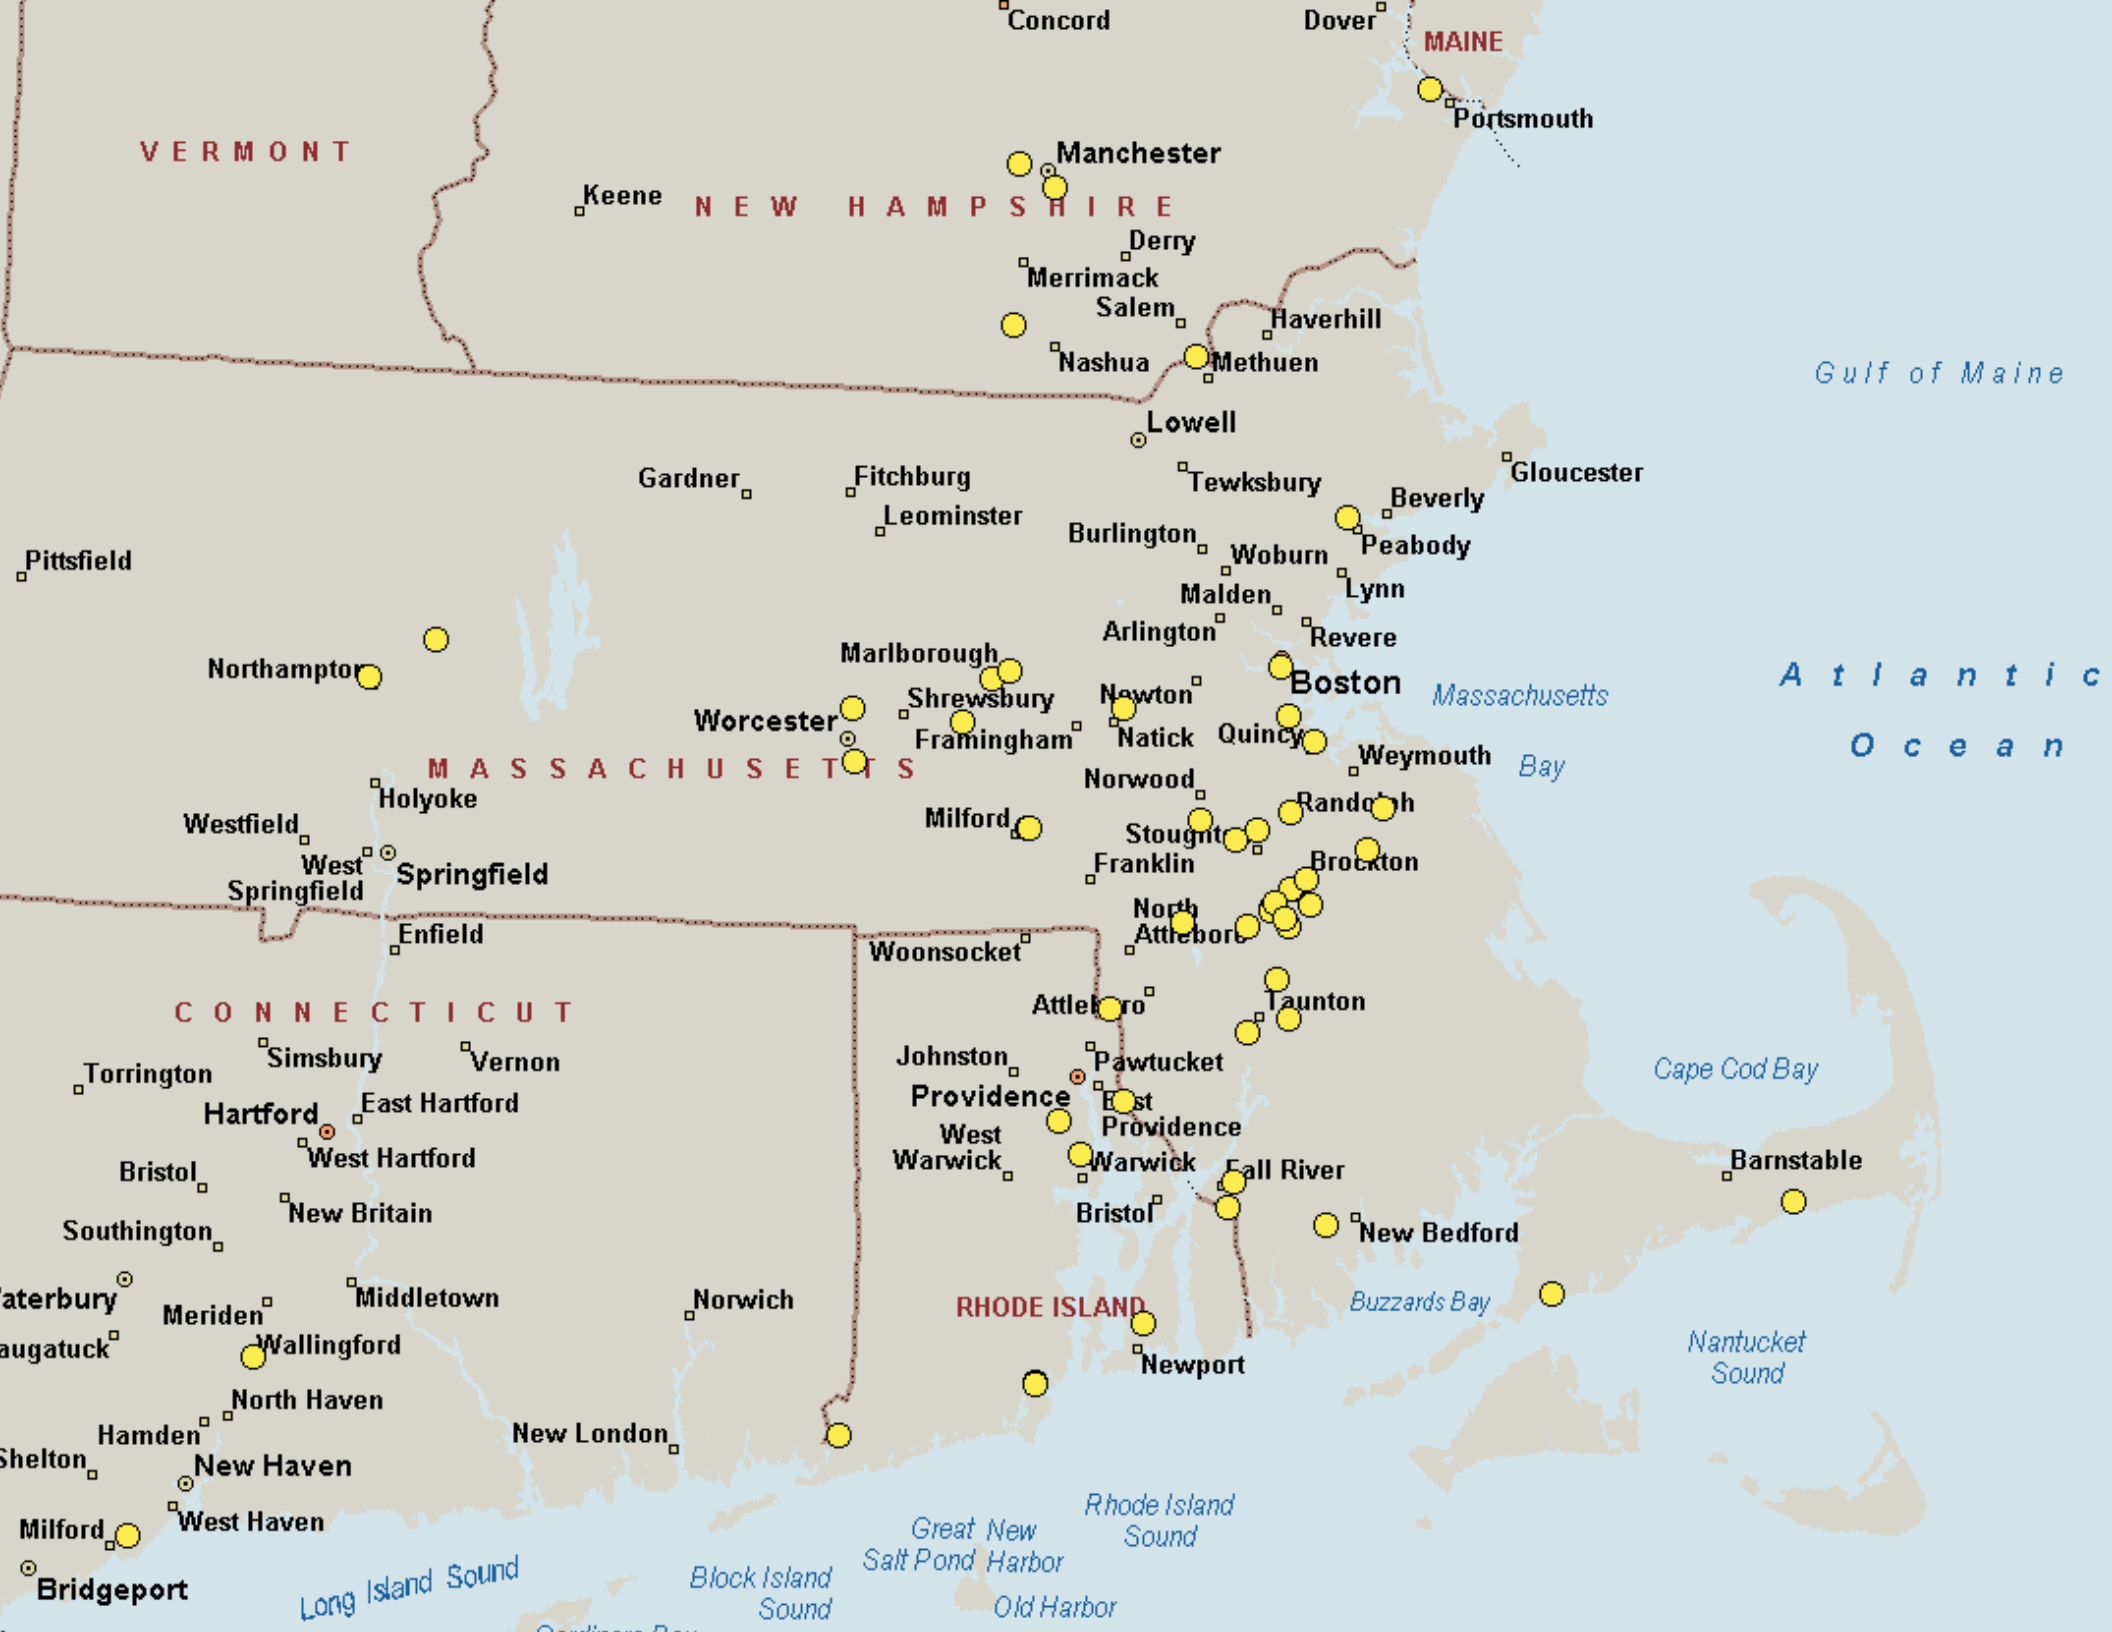 Concord
Dover
MAINE
Portsmouth
VERMONT
Manchester
Keene
NEW HAMPSHIRE
Derry
Merrimack
Salem
Haverhill
Nashua
Methuen
Gulf of Maine
Lowell
Gardner
Fitchburg
Tewksbury
Gloucester
Beverly
Leominster
Burlington
Peabody
Woburn
Pittsfield
Lynn
Malden
Arlington
Revere
Marlborough
Northampton
Boston
Atlantic
Ocean
Massachusetts
Bay
Newton
Shrewsbury
Worcester
Framingham
Natick
Quincy
Weymouth
MASSACHUSETTS
Norwood
Holyoke
Randolph
Milford
Westfield
Stoughton
Franklin
Brockton
West
Springfield
Springfield
North
Attleboro
Enfield
Woonsocket
CONNECTICUT
Attleboro
Taunton
Simsbury
Vernon
Johnston
Pawtucket
Cape Cod Bay
Torrington
Providence
East
Providence
Hartford
East Hartford
West
Warwick
West Hartford
Warwick
Fall River
Barnstable
Bristol
New Britain
Bristol
New Bedford
Southington
aterbury
Middletown
Norwich
RHODE ISLAND
Buzzards Bay
Meriden
augatuck
Wallingford
Newport
Nantucket
Sound
North Haven
Hamden
New London
Shelton
New Haven
Rhode Island
Sound
West Haven
Milford
Great
Salt Pond
New
Harbor
Bridgeport
Long Island Sound
Block Island
Sound
Old Harbor